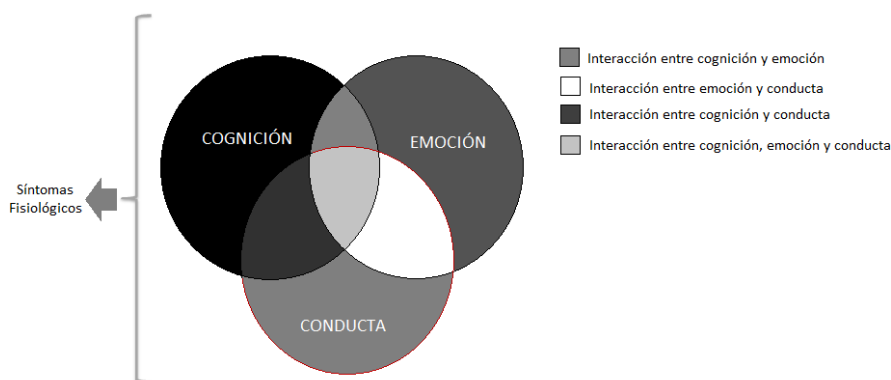 Síntomas
Fisiológicos
COGNICIÓN
EMOCIÓN
CONDUCTA
Interacción entre cognición y emoción
Interacción entre emoción y conducta
Interacción entre cognición y conducta
Interacción entre cognición, emoción y conducta